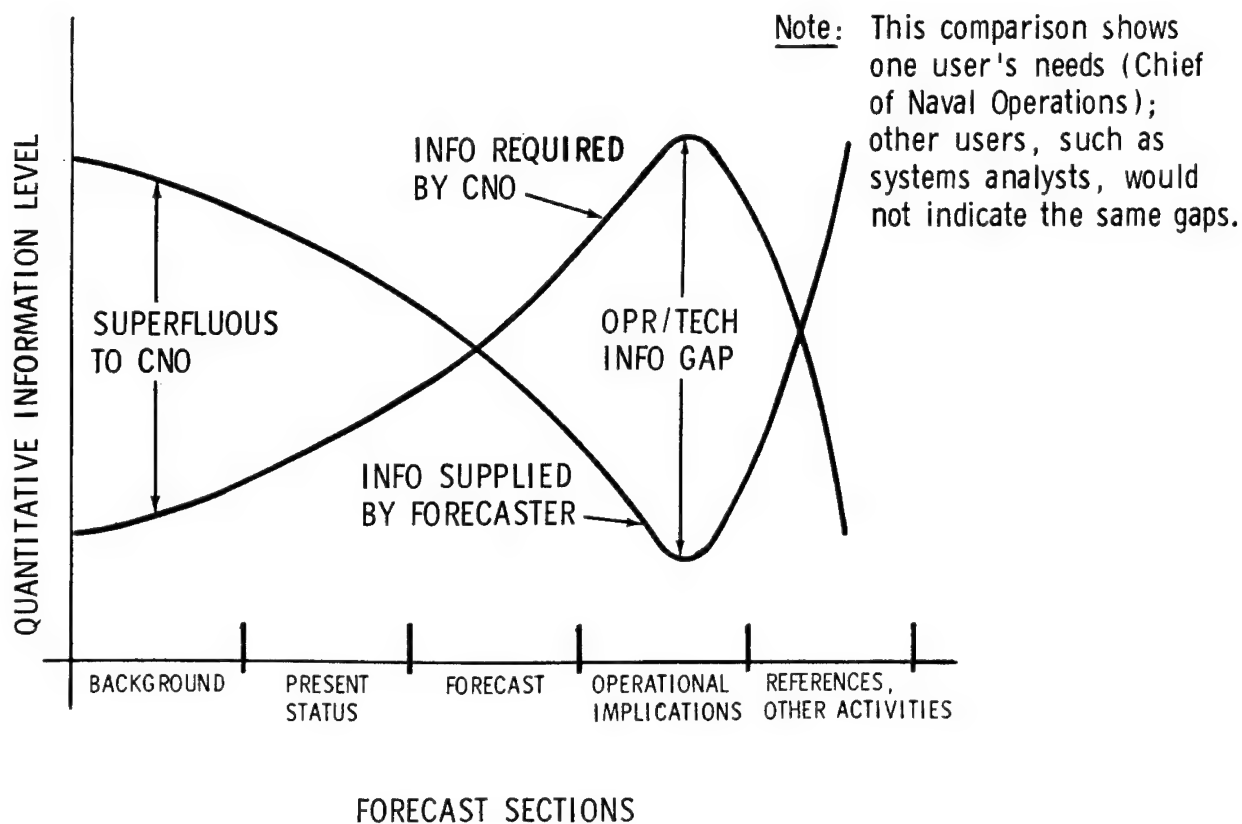 Note: This comparison shows
one user's needs (Chief
of Naval Operations);
other users, such as
systems analysts, would
not indicate the same gaps.
QUANTITATIVE INFORMATION LEVEL
INFO REQUIRED
BY CNO
SUPERFLUOUS
TO CNO
OPR/TECH
INFO GAP
INFO SUPPLIED
BY FORECASTER
BACKGROUND
PRESENT
STATUS
FORECAST
OPERATIONAL
IMPLICATIONS
REFERENCES,
OTHER ACTIVITIES
FORECAST SECTIONS